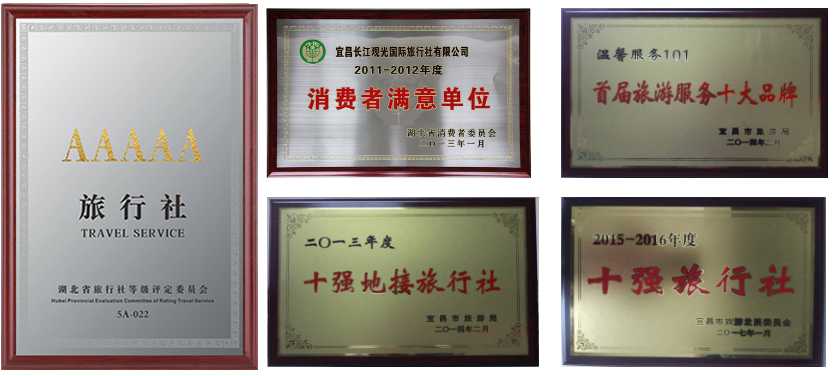 AAAAA
旅行社
TRAVEL SERVICE
湖北省旅行社等级评定委员会
Hubei Provincial Evaluation Committee of Rating Travel Service
5A-022
宜昌长江观光国际旅行社有限公司
2011-2012年度
消费者满意单位
湖北省消费者委员会
二〇一三年一月
温馨服务101
首届旅游服务十大品牌
宜昌市旅游局
二〇一四年二月
二〇一三年度
十强地接旅行社
宜昌市旅游局
二〇一四年二月
2015-2016年度
十强旅行社
宜昌市旅游发展委员会
二〇一七年一月